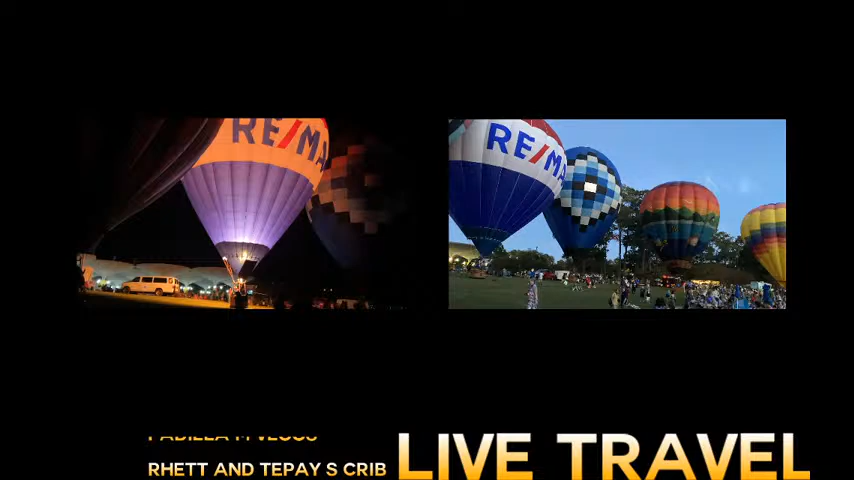 RE/MA
RE/MA
RHETT AND TEPAY S CRIB
LIVE TRAVEL